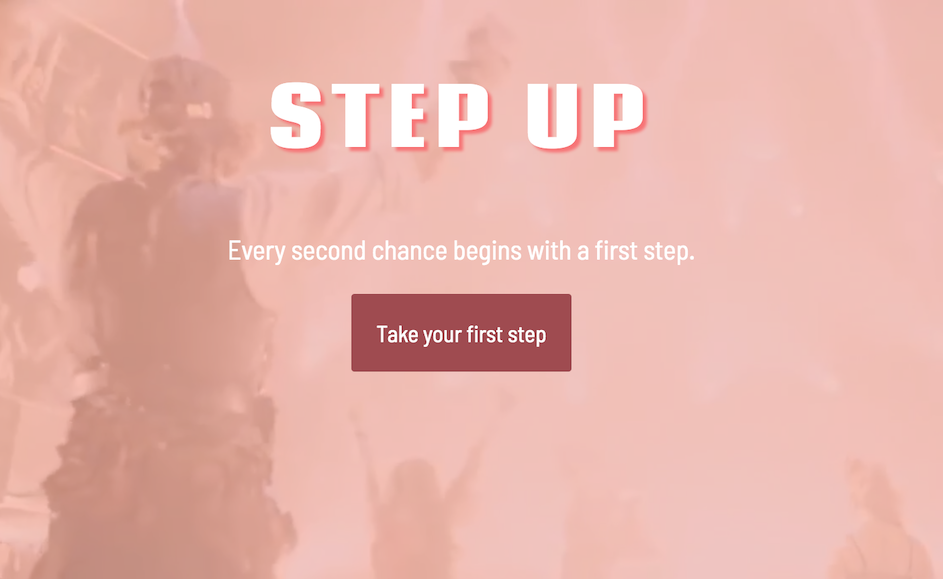 STEP UP
Every second chance begins with a first step.
Take your first step